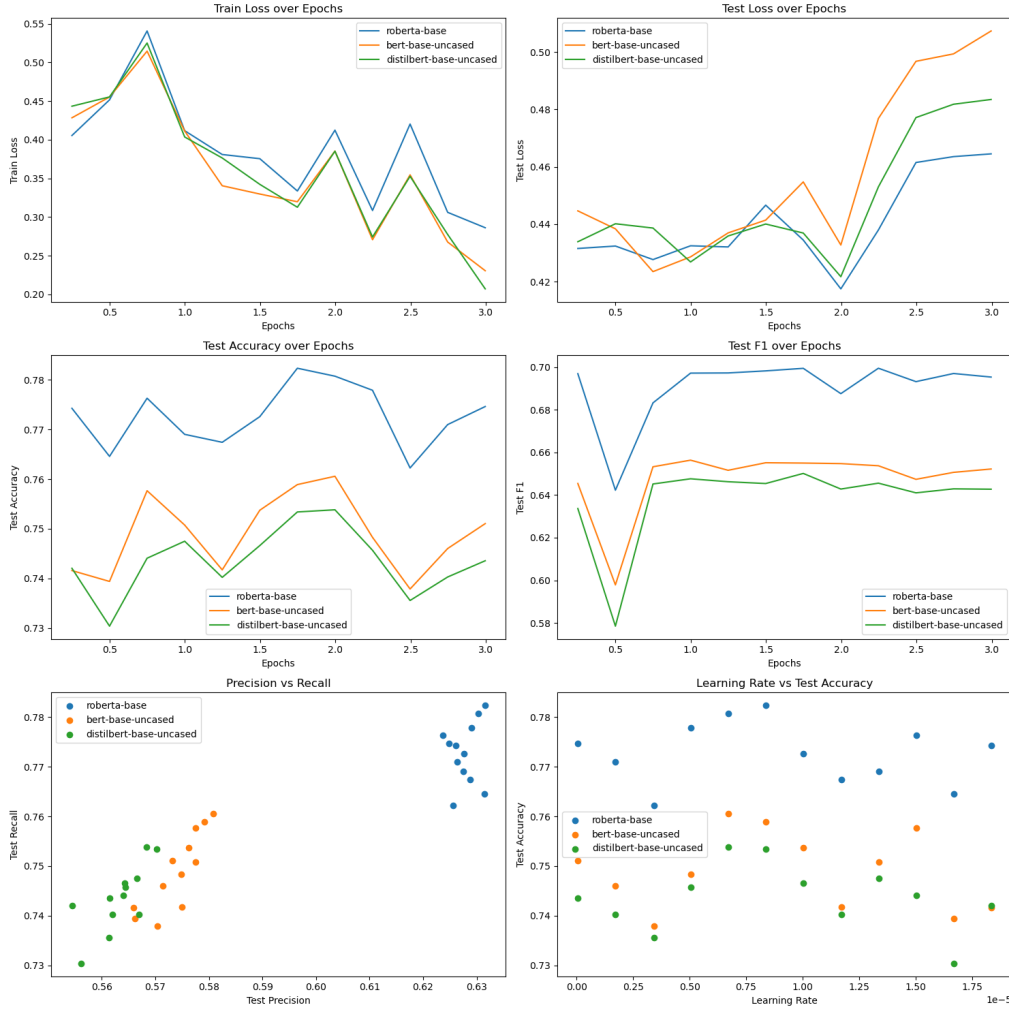 Train Loss over Epochs
Train Loss
0.55
0.50
0.45
0.40
0.35
0.30
0.25
0.20
roberta-base
bert-base-uncased
distilbert-base-uncased
0.5 1.0 1.5 2.0 2.5 3.0
Epochs
Test Loss over Epochs
Test Loss
0.50
0.48
0.46
0.44
0.42
roberta-base
bert-base-uncased
distilbert-base-uncased
0.5 1.0 1.5 2.0 2.5 3.0
Epochs
Test Accuracy over Epochs
Test Accuracy
0.78
0.77
0.76
0.75
0.74
0.73
roberta-base
bert-base-uncased
distilbert-base-uncased
0.5 1.0 1.5 2.0 2.5 3.0
Epochs
Test F1 over Epochs
Test F1
0.70
0.68
0.66
0.64
0.62
0.60
0.58
roberta-base
bert-base-uncased
distilbert-base-uncased
0.5 1.0 1.5 2.0 2.5 3.0
Epochs
Precision vs Recall
Test Recall
0.78
0.77
0.76
0.75
0.74
0.73
roberta-base
bert-base-uncased
distilbert-base-uncased
0.56 0.57 0.58 0.59 0.60 0.61 0.62 0.63
Test Precision
Learning Rate vs Test Accuracy
Test Accuracy
0.78
0.77
0.76
0.75
0.74
0.73
roberta-base
bert-base-uncased
distilbert-base-uncased
0.00 0.25 0.50 0.75 1.00 1.25 1.50 1.75
1e-5
Learning Rate